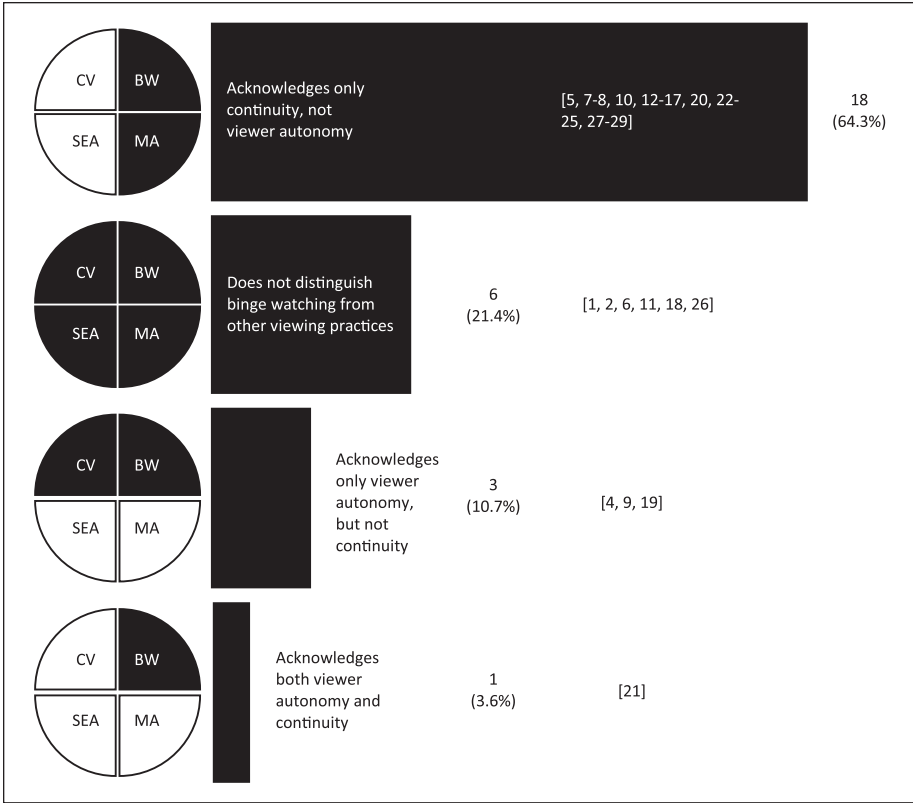 CV BW
SEA MA
Acknowledges only
continuity, not
viewer autonomy
[5, 7-8, 10, 12-17, 20, 22-
25, 27-29]
18
(64.3%)
CV BW
SEA MA
Does not distinguish
binge watching from
other viewing practices
6
(21.4%)
[1, 2, 6, 11, 18, 26]
CV BW
SEA MA
Acknowledges
only viewer
autonomy,
but not
continuity
3
(10.7%)
[4, 9, 19]
CV BW
SEA MA
Acknowledges
both viewer
autonomy and
continuity
1
(3.6%)
[21]